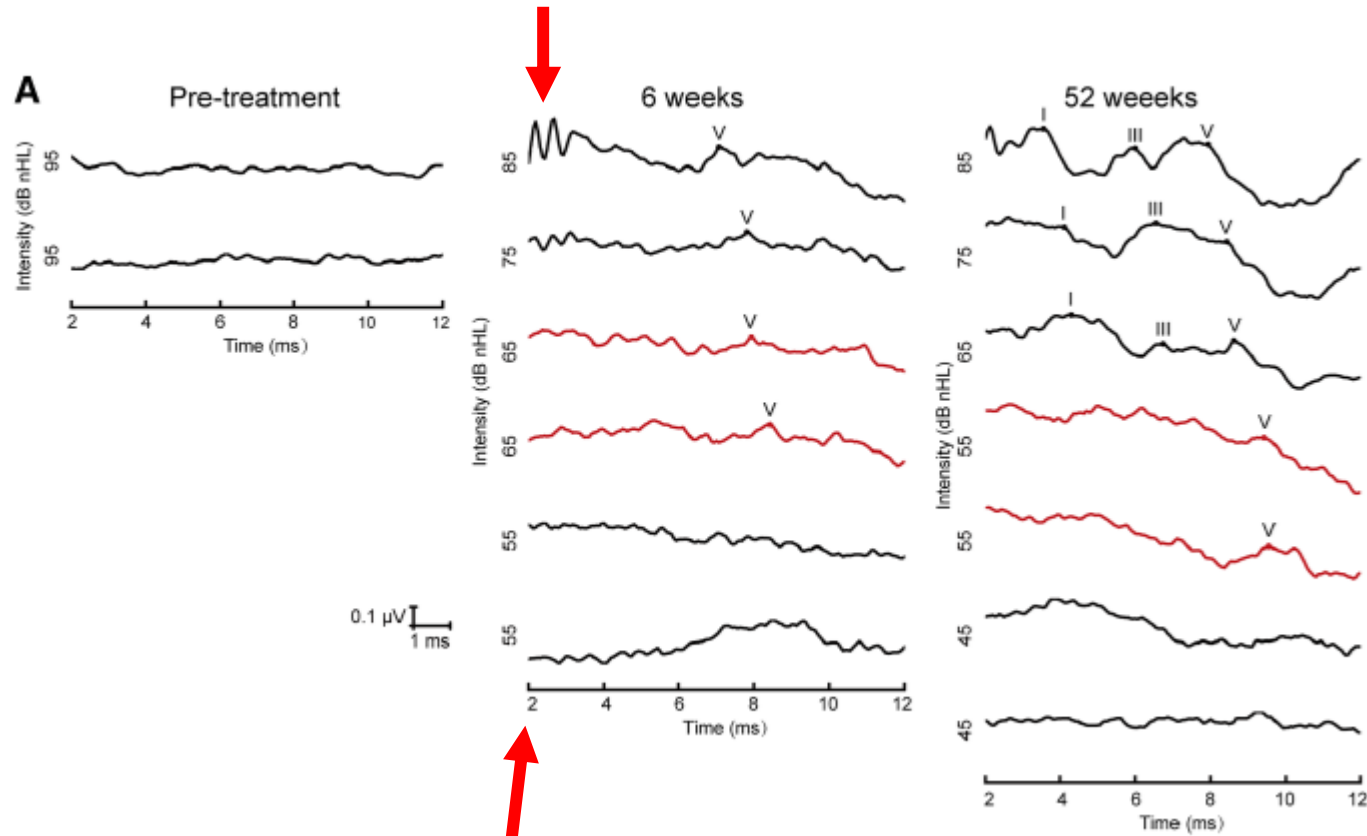 A
Pre-treatment
Intensity (dB nHL)
95
95
2 4 6 8 10 12
Time (ms)
6 weeks
Intensity (dB nHL)
85
V
75
V
65
V
65
V
55
55
2 4 6 8 10 12
Time (ms)
0.1 µV
1 ms
52 weeeks
Intensity (dB nHL)
85
I III V
75
I III V
65
I III V
55
V
55
V
45
45
2 4 6 8 10 12
Time (ms)